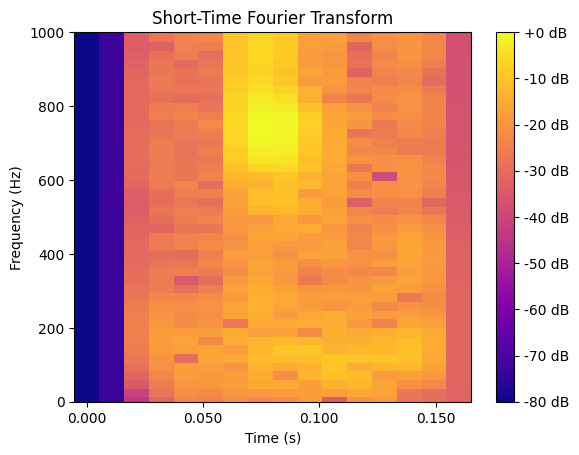 Short-Time Fourier Transform
Frequency (Hz)
1000
800
600
400
200
0
0.000
0.050
0.100
0.150
Time (s)
+0 dB
-10 dB
-20 dB
-30 dB
-40 dB
-50 dB
-60 dB
-70 dB
-80 dB